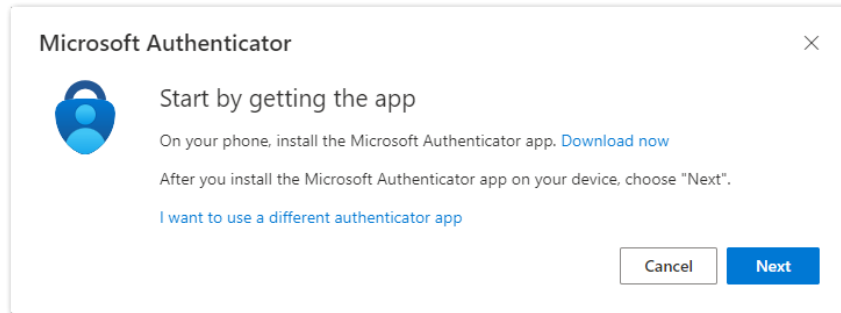 Microsoft Authenticator
Start by getting the app
On your phone, install the Microsoft Authenticator app. Download now
After you install the Microsoft Authenticator app on your device, choose "Next".
I want to use a different authenticator app
Cancel Next